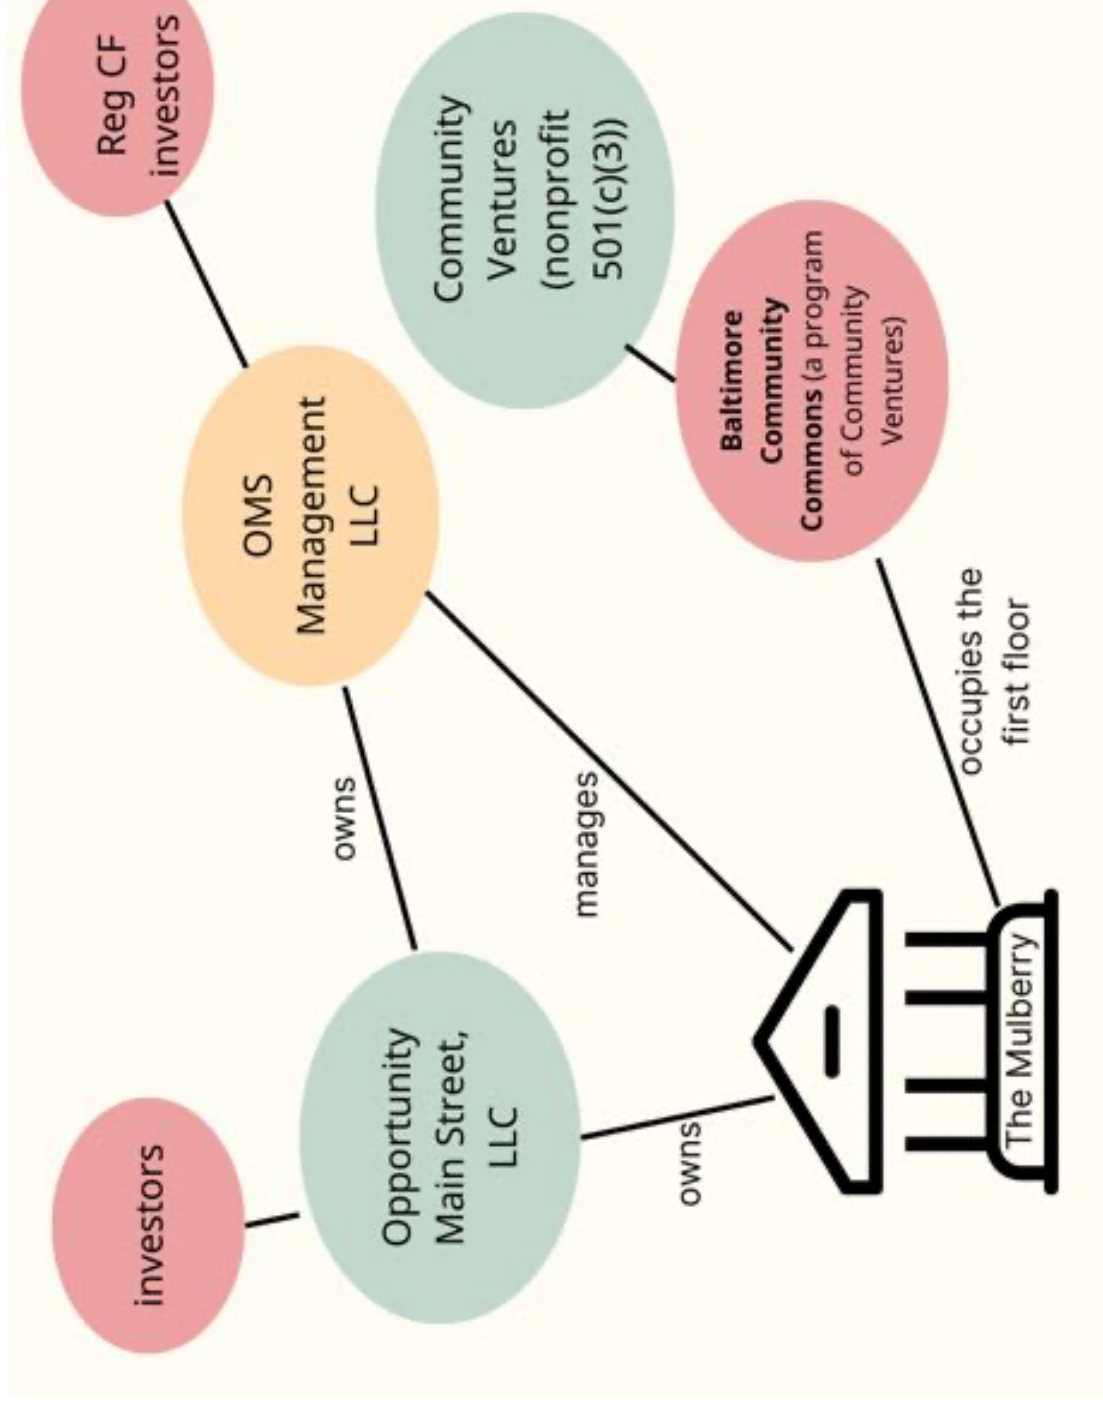 investors
Opportunity
Main Street,
LLC
owns
OMS
Management
LLC
Reg CF
investors
owns
manages
The Mulberry
Community
Ventures
(nonprofit
501(c)(3))
Baltimore
Community
Commons (a program
of Community
Ventures)
occupies the
first floor